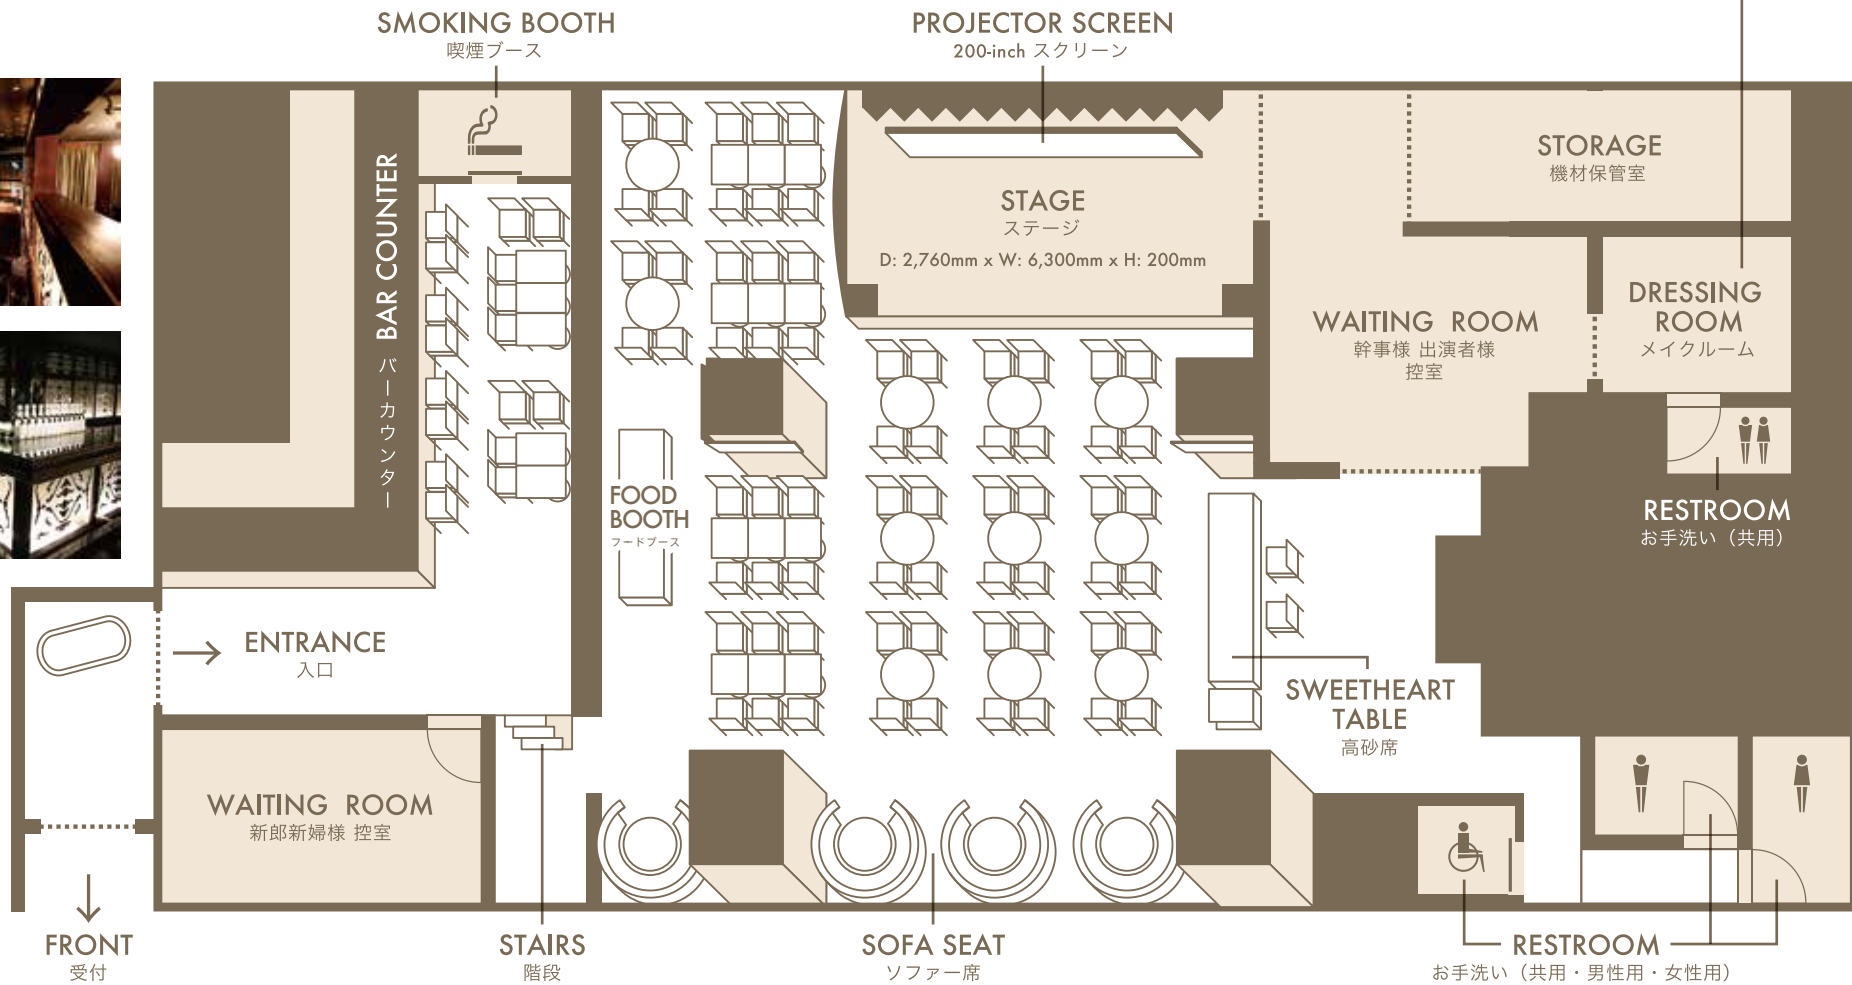 SMOKING BOOTH
喫煙ブース
PROJECTOR SCREEN
200-inch スクリーン
BAR COUNTER
バーカウンター
STAGE
ステージ
D: 2,760mm x W: 6,300mm x H: 200mm
STORAGE
機材保管室
WAITING ROOM
幹事様 出演者様
控室
DRESSING
ROOM
メイクルーム
RESTROOM
お手洗い（共用）
FOOD
BOOTH
フードブース
ENTRANCE
入口
SWEETHEART
TABLE
高砂席
WAITING ROOM
新郎新婦様 控室
FRONT
受付
STAIRS
階段
SOFA SEAT
ソファー席
RESTROOM
お手洗い（共用・男性用・女性用）